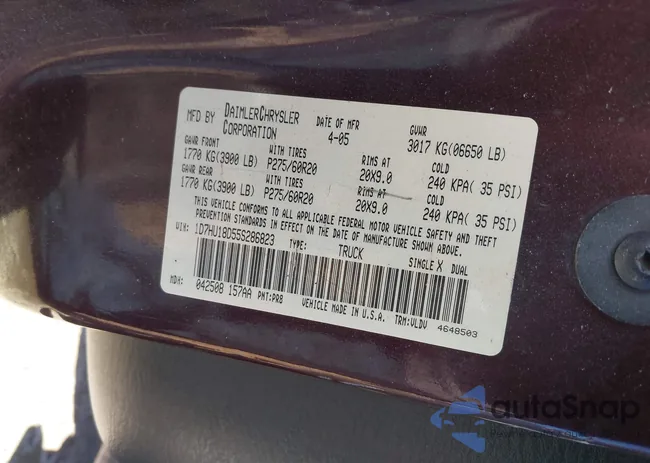 MFD BY DAIMLERCHRYSLER CORPORATION DATE OF MFR 4-05 GVWR 3017 KG(06650 LB)
GAWR FRONT WITH TIRES RIMS AT COLD
1770 KG(3900 LB) P275/60R20 20X9.0 240 KPA( 35 PSI)
GAWR REAR WITH TIRES RIMS AT COLD
1770 KG(3900 LB) P275/60R20 20X9.0 240 KPA( 35 PSI)
THIS VEHICLE CONFORMS TO ALL APPLICABLE FEDERAL MOTOR VEHICLE SAFETY AND THEFT
PREVENTION STANDARDS IN EFFECT ON THE DATE OF MANUFACTURE SHOWN ABOVE.
VIN: 1D7HU18D55S286823 TYPE: TRUCK SINGLE X DUAL
MDH: 042508 157AA PNT:PR8 VEHICLE MADE IN U.S.A. TRM:VLDV 4648503
autaSnap